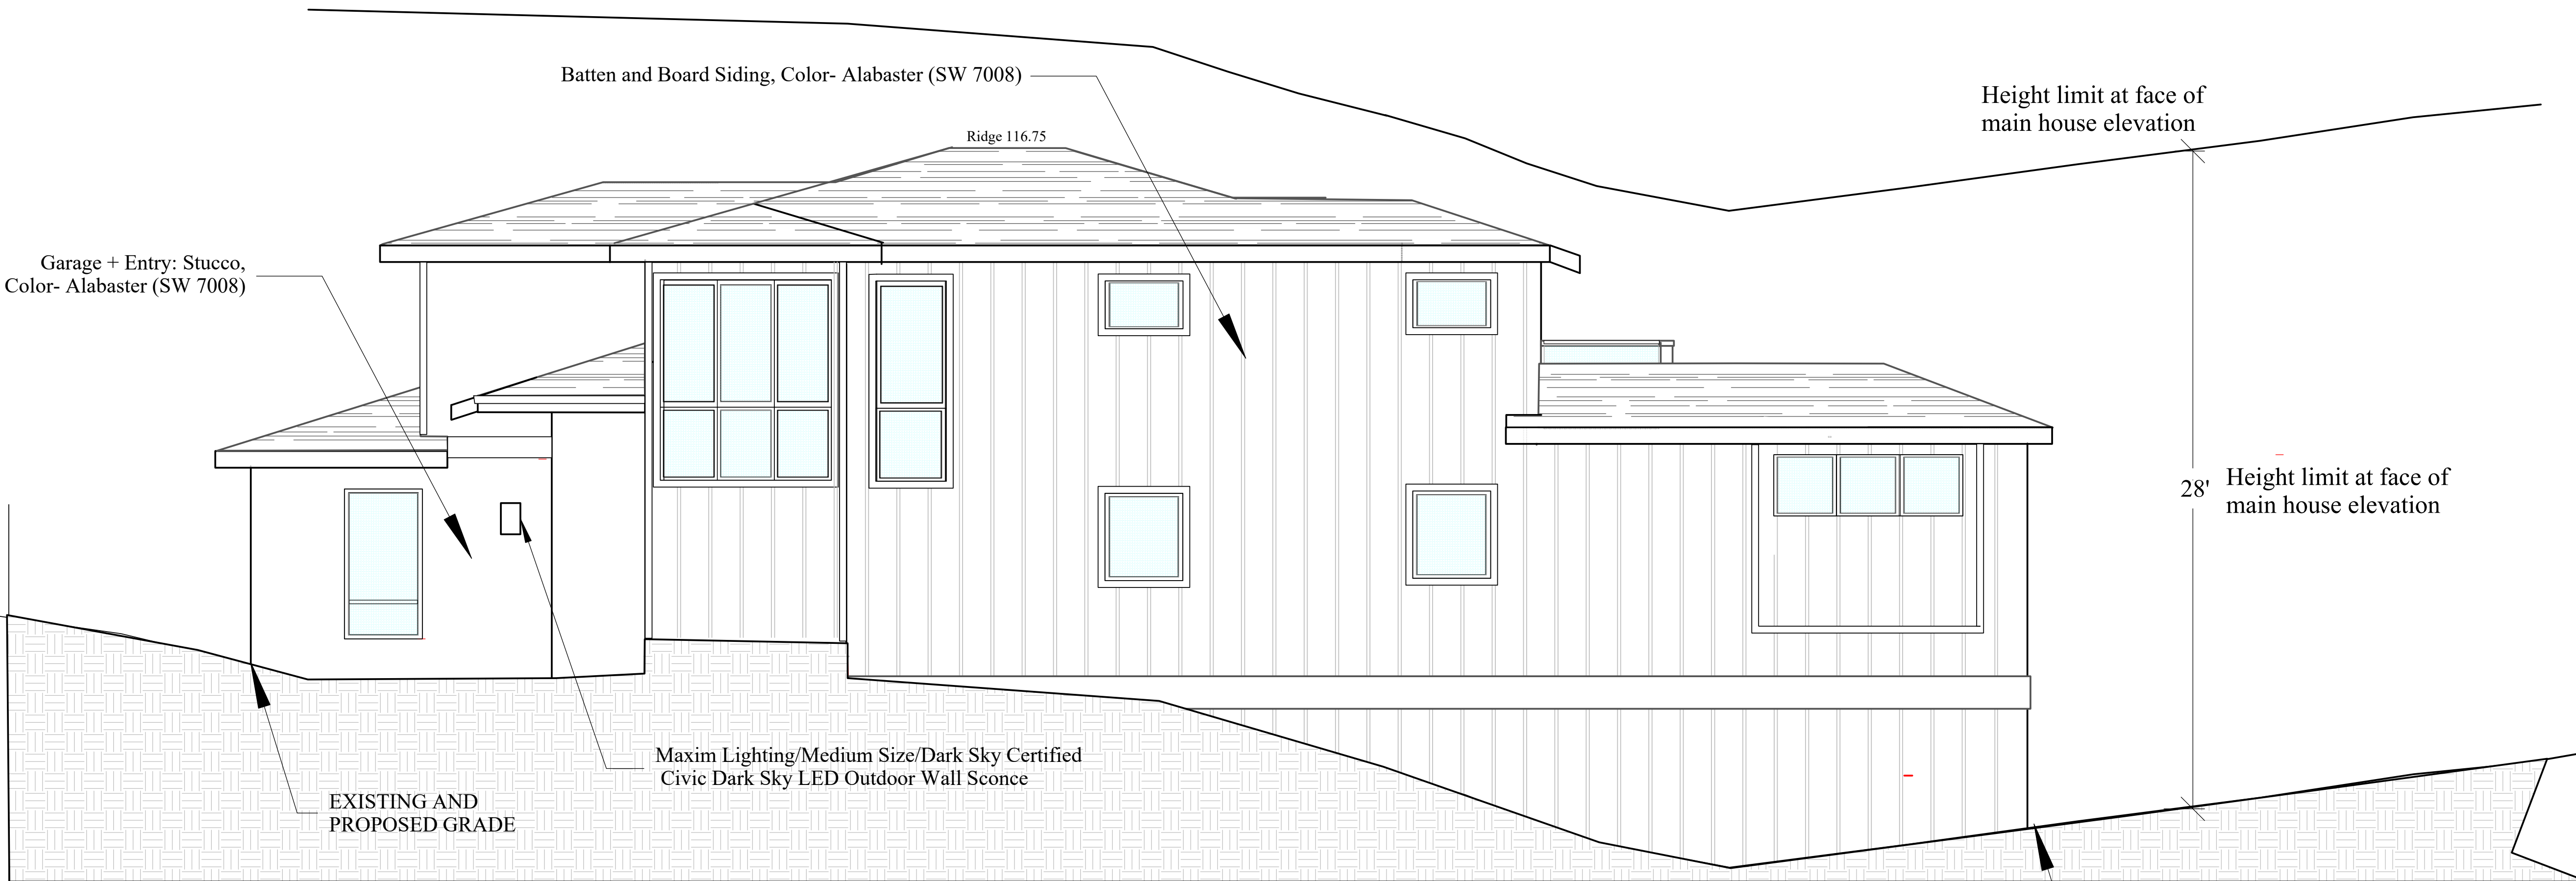 Batten and Board Siding, Color- Alabaster (SW 7008)
Height limit at face of
main house elevation
Ridge 116.75
Garage + Entry: Stucco,
Color- Alabaster (SW 7008)
28'
Height limit at face of
main house elevation
Maxim Lighting/Medium Size/Dark Sky Certified
Civic Dark Sky LED Outdoor Wall Sconce
EXISTING AND
PROPOSED GRADE